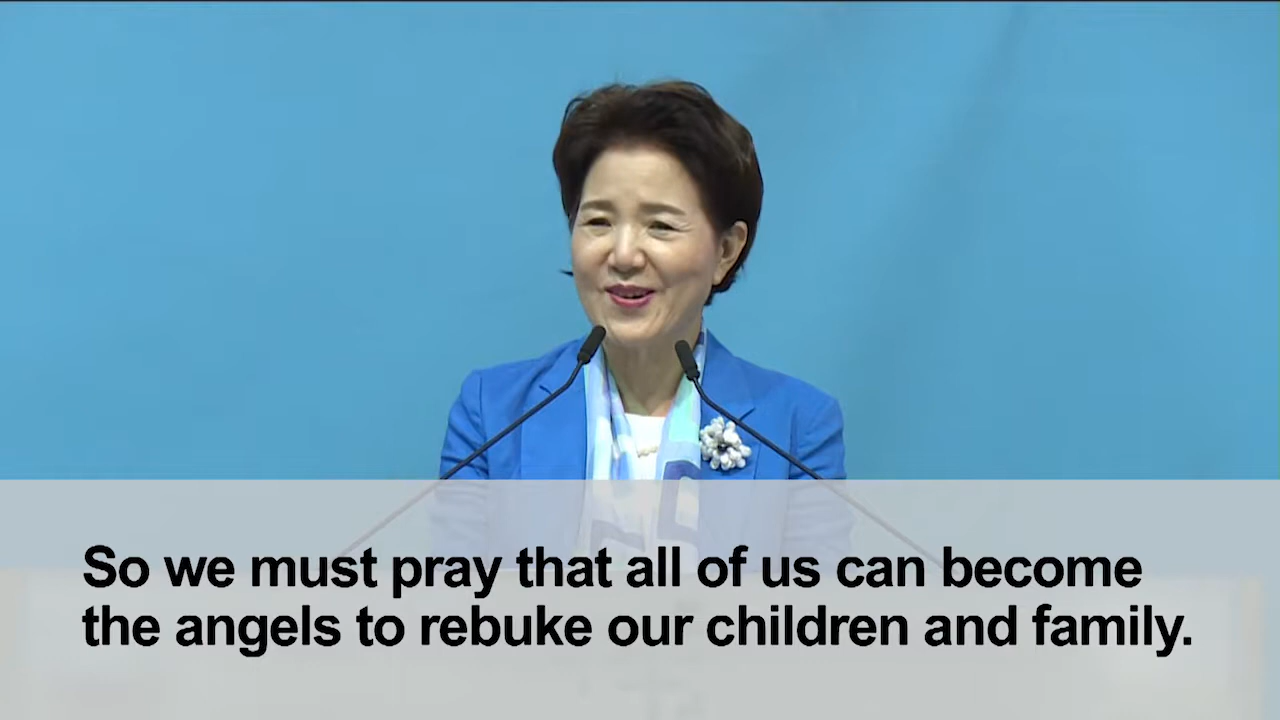 So we must pray that all of us can become
the angels to rebuke our children and family.